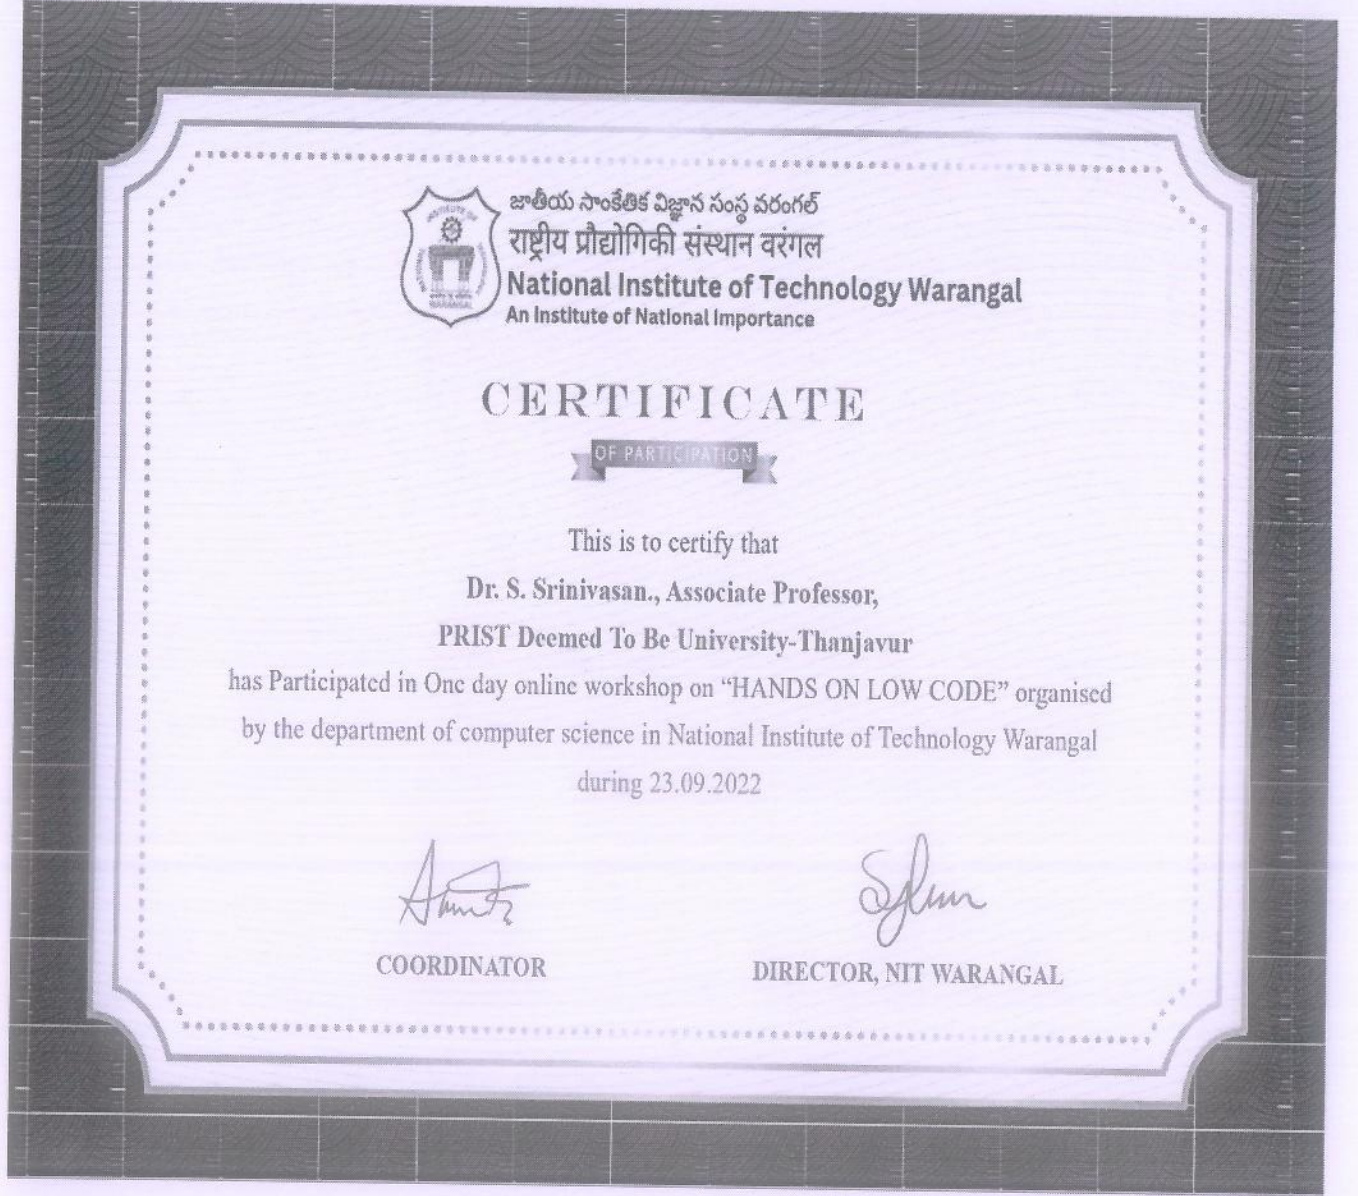 జాతీయ సాంకేతిక విజ్ఞాన సంస్థ వరంగల్
राष्ट्रीय प्रौद्योगिकी संस्थान वरंगल
National Institute of Technology Warangal
An Institute of National Importance
CERTIFICATE
OF PARTICIPATION
This is to certify that
Dr. S. Srinivasan., Associate Professor,
PRIST Deemed To Be University-Thanjavur
has Participated in One day online workshop on “HANDS ON LOW CODE” organised
by the department of computer science in National Institute of Technology Warangal
during 23.09.2022
COORDINATOR
DIRECTOR, NIT WARANGAL